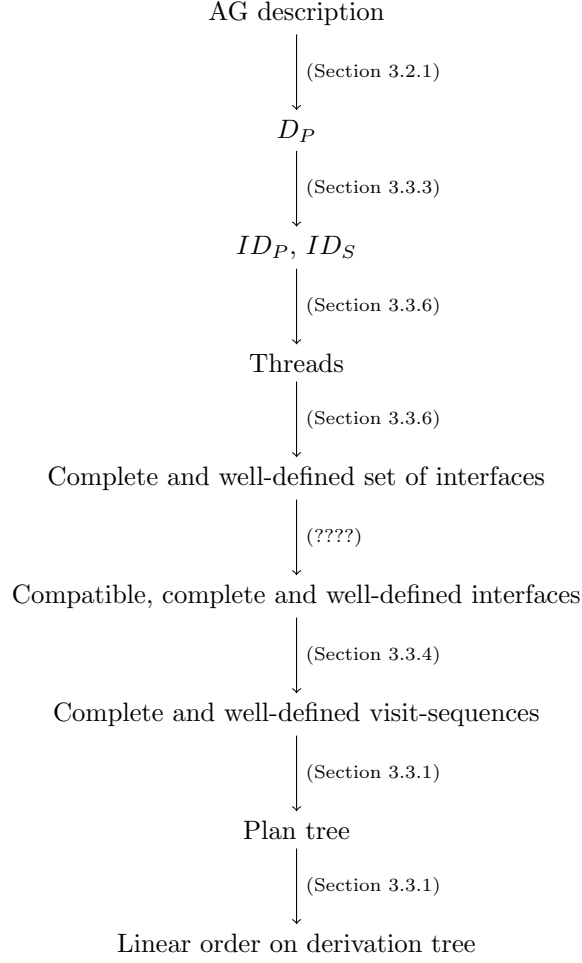 AG description
(Section 3.2.1)
D_P
(Section 3.3.3)
ID_P, ID_S
(Section 3.3.6)
Threads
(Section 3.3.6)
Complete and well-defined set of interfaces
(????)
Compatible, complete and well-defined interfaces
(Section 3.3.4)
Complete and well-defined visit-sequences
(Section 3.3.1)
Plan tree
(Section 3.3.1)
Linear order on derivation tree